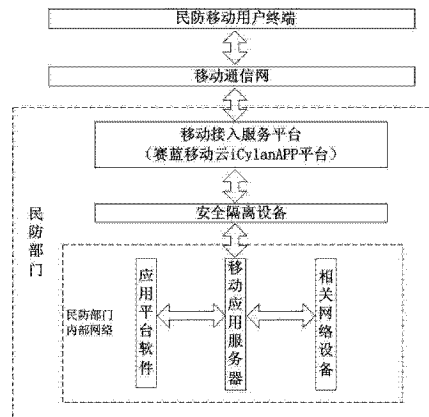 民防移动用户终端
移动通信网
移动接入服务平台
（赛蓝移动云iCylanAPP平台）
安全隔离设备
民防部门
民防部门
内部网络
应用平台软件
移动应用服务器
相关网络设备